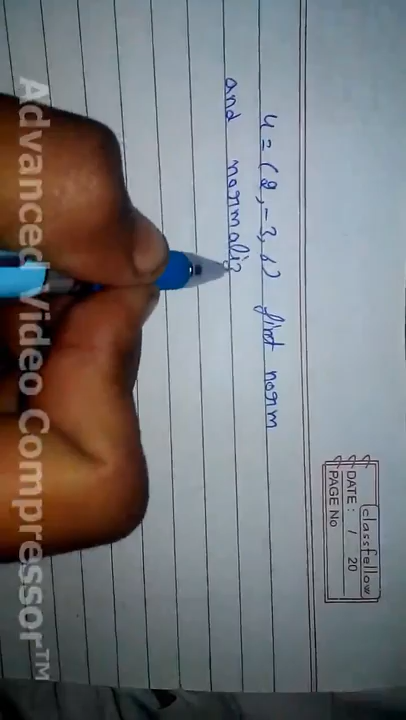 classfellow
DATE: / 20
PAGE No
u = (2, -3, 6) find norm
and normaliz
Advanced Video Compressor™